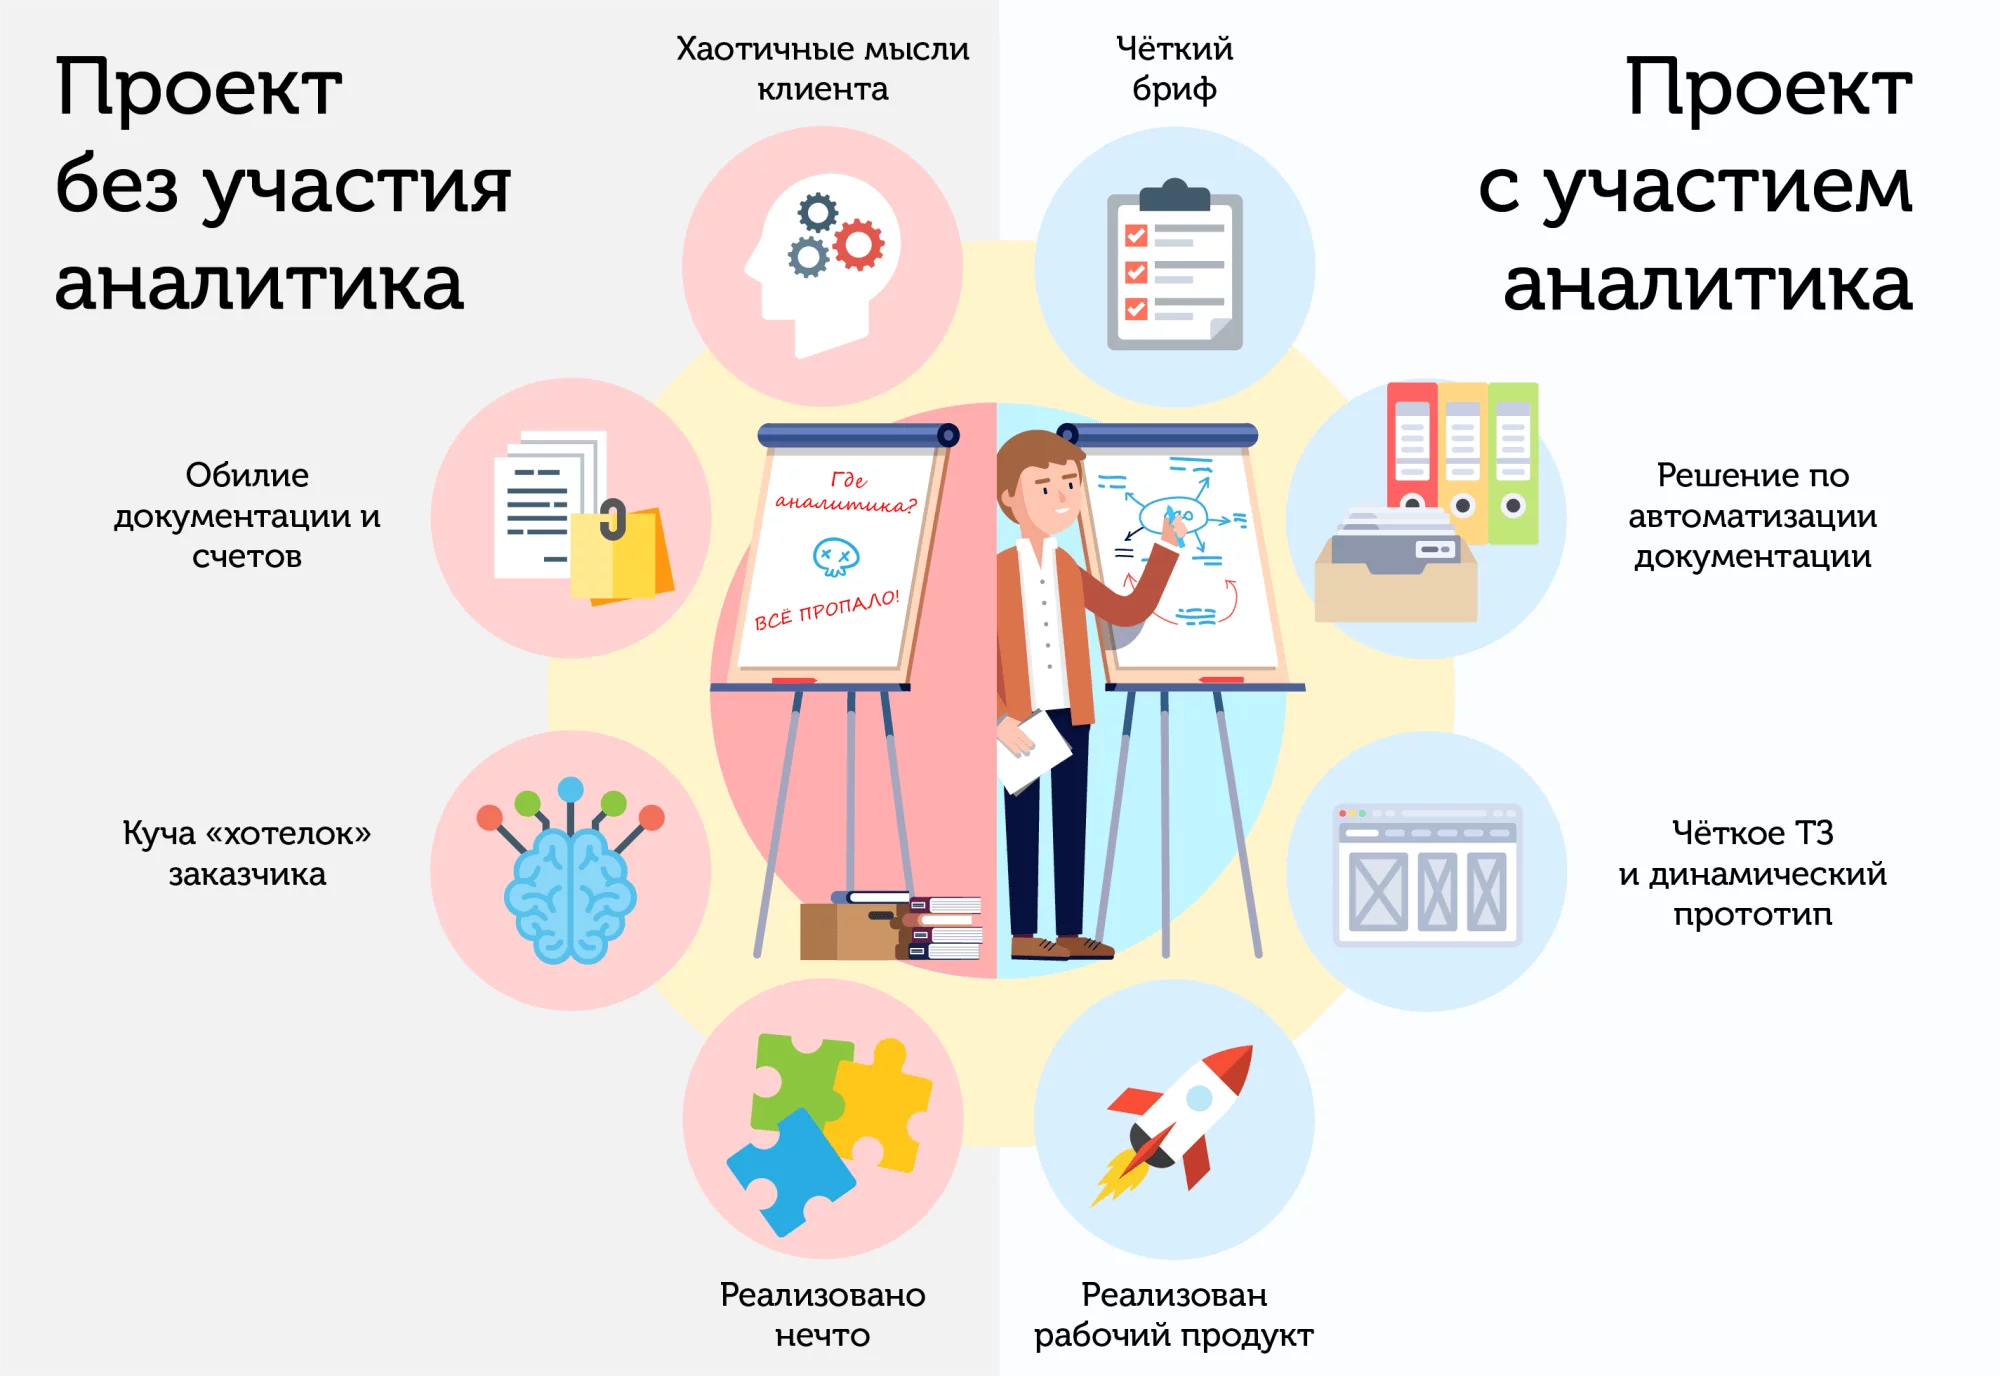 Проект
без участия
аналитика
Хаотичные мысли
клиента
Обилие
документации и
счетов
Куча «хотелок»
заказчика
Реализовано
нечто
Где
аналитика?
ВСЁ ПРОПАЛО!
Проект
с участием
аналитика
Чёткий
бриф
Решение по
автоматизации
документации
Чёткое ТЗ
и динамический
прототип
Реализован
рабочий продукт